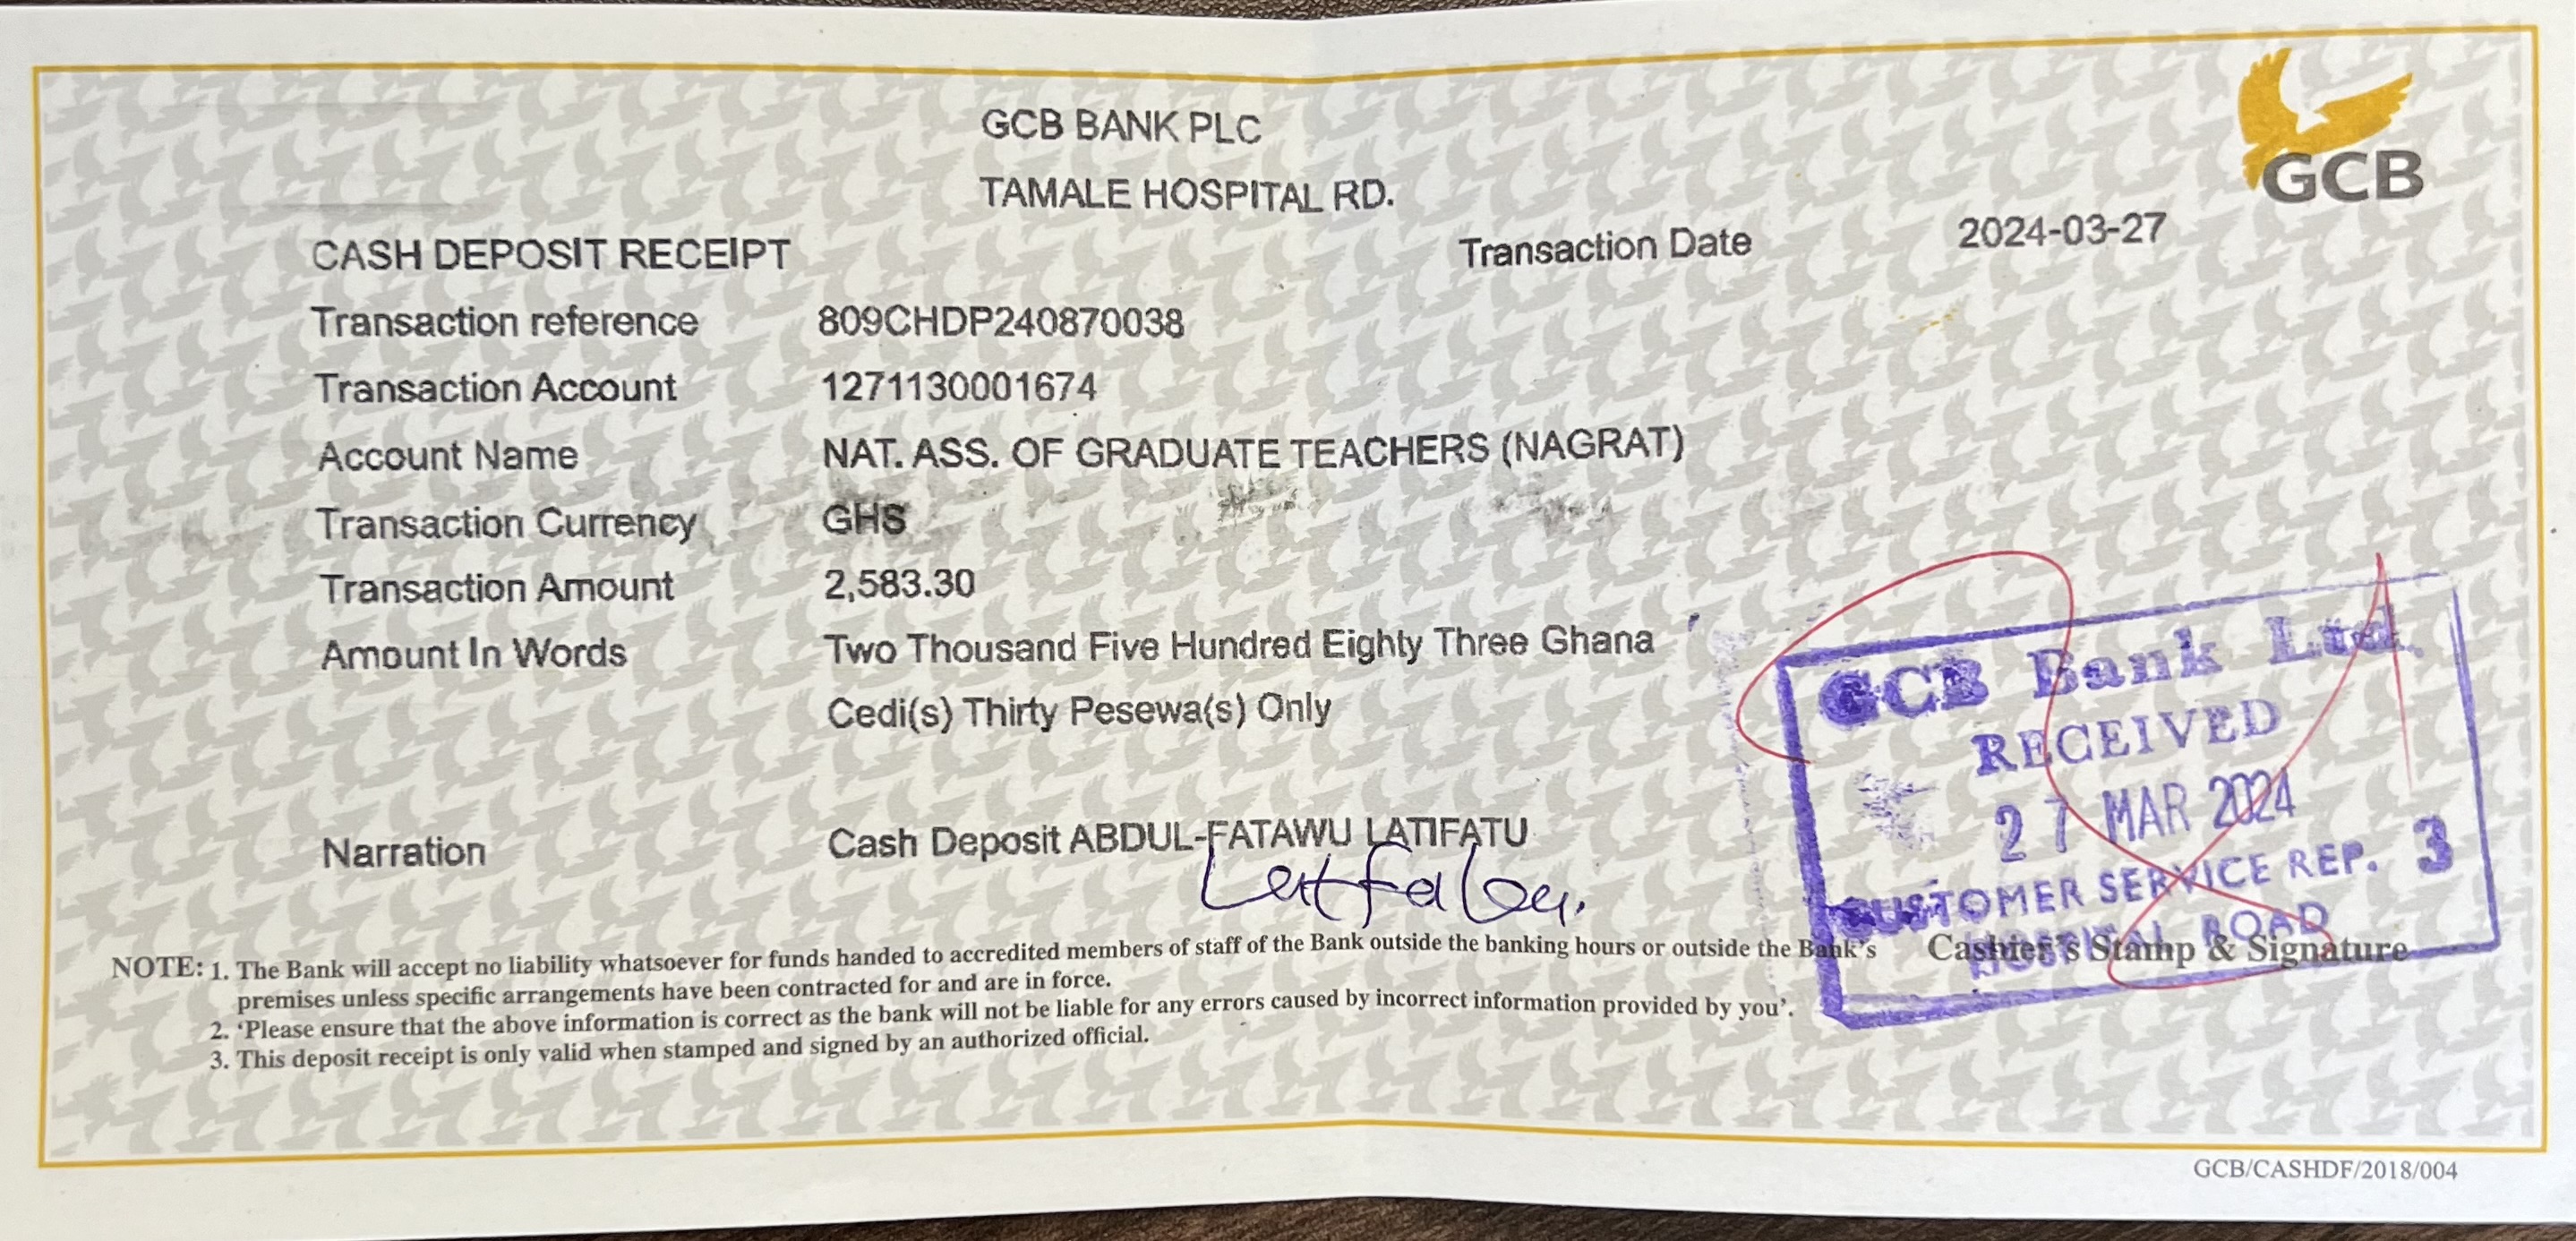 GCB BANK PLC
TAMALE HOSPITAL RD.
GCB
CASH DEPOSIT RECEIPT
Transaction Date 2024-03-27
Transaction reference 809CHDP240870038
Transaction Account 1271130001674
Account Name NAT. ASS. OF GRADUATE TEACHERS (NAGRAT)
Transaction Currency GHS
Transaction Amount 2,583.30
Amount In Words Two Thousand Five Hundred Eighty Three Ghana
Cedi(s) Thirty Pesewa(s) Only
Narration Cash Deposit ABDUL-FATAWU LATIFATU
GCB Bank Ltd.
RECEIVED
27 MAR 2024
CUSTOMER SERVICE REP. 3
HOSPITAL ROAD
Cashier's Stamp & Signature
NOTE: 1. The Bank will accept no liability whatsoever for funds handed to accredited members of staff of the Bank outside the banking hours or outside the Bank's
premises unless specific arrangements have been contracted for and are in force.
2. ‘Please ensure that the above information is correct as the bank will not be liable for any errors caused by incorrect information provided by you’.
3. This deposit receipt is only valid when stamped and signed by an authorized official.
GCB/CASHDF/2018/004